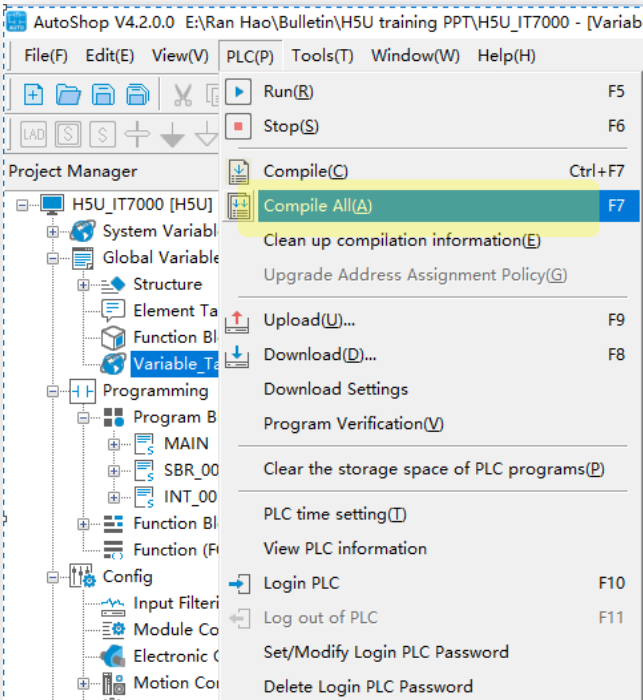 AutoShop V4.2.0.0 E:\Ran Hao\Bulletin\H5U training PPT\H5U_IT7000 - [Variab
File(F) Edit(E) View(V) PLC(P) Tools(T) Window(W) Help(H)
LAD S S
Project Manager
H5U_IT7000 [H5U]
System Variabl
Global Variable
Structure
Element Ta
Function Bl
Variable_Ta
Programming
Program B
MAIN
SBR_00
INT_00
Function Bl
Function (F
Config
Input Filteri
Module Co
Electronic
Motion Co
Run(R) F5
Stop(S) F6
Compile(C) Ctrl+F7
Compile All(A) F7
Clean up compilation information(E)
Upgrade Address Assignment Policy(G)
Upload(U)... F9
Download(D)... F8
Download Settings
Program Verification(V)
Clear the storage space of PLC programs(P)
PLC time setting(T)
View PLC information
Login PLC F10
Log out of PLC F11
Set/Modify Login PLC Password
Delete Login PLC Password